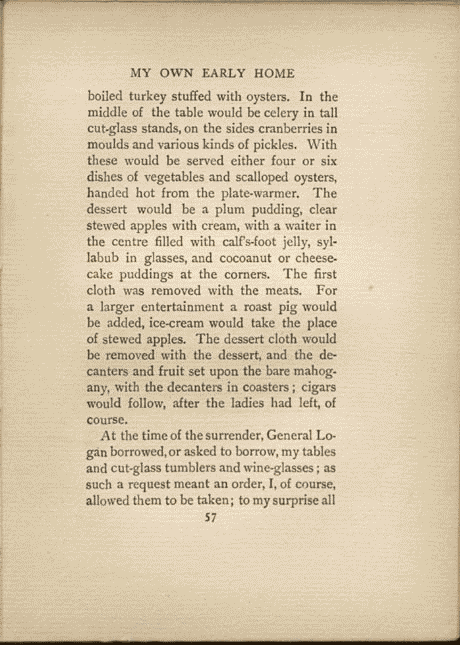 MY OWN EARLY HOME
boiled turkey stuffed with oysters. In the
middle of the table would be celery in tall
cut-glass stands, on the sides cranberries in
moulds and various kinds of pickles. With
these would be served either four or six
dishes of vegetables and scalloped oysters,
handed hot from the plate-warmer. The
dessert would be a plum pudding, clear
stewed apples with cream, with a waiter in
the centre filled with calf's-foot jelly, syl-
labub in glasses, and cocoanut or cheese-
cake puddings at the corners. The first
cloth was removed with the meats. For
a larger entertainment a roast pig would
be added, ice-cream would take the place
of stewed apples. The dessert cloth would
be removed with the dessert, and the de-
canters and fruit set upon the bare mahog-
any, with the decanters in coasters; cigars
would follow, after the ladies had left, of
course.
At the time of the surrender, General Lo-
gan borrowed, or asked to borrow, my tables
and cut-glass tumblers and wine-glasses; as
such a request meant an order, I, of course,
allowed them to be taken; to my surprise all
57